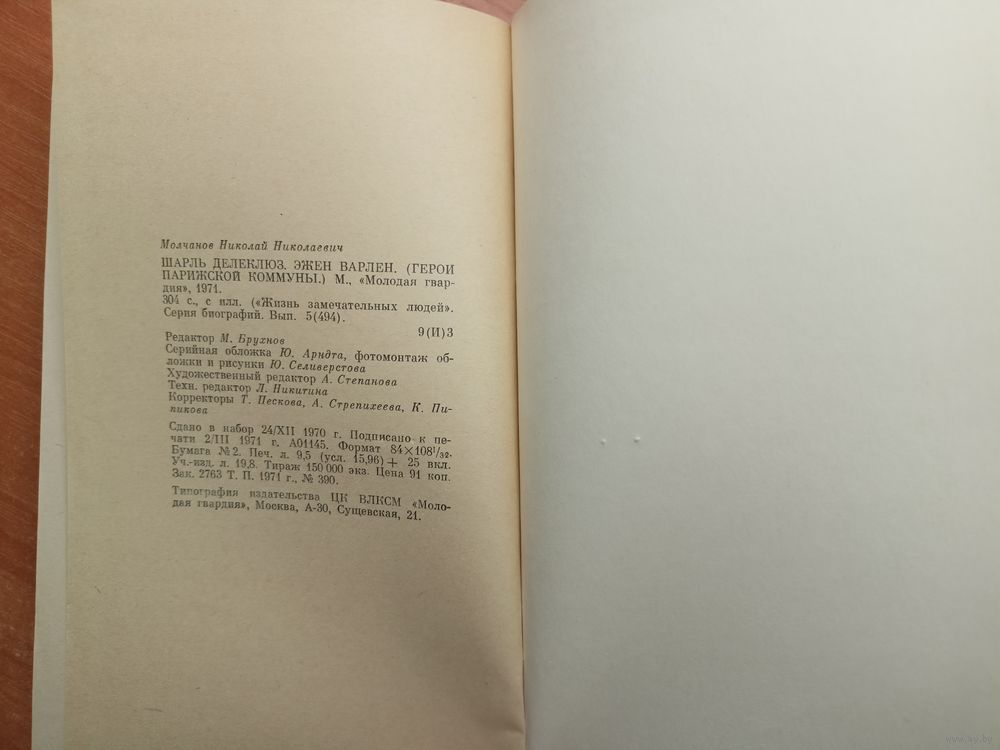 Молчанов Николай Николаевич
ШАРЛЬ ДЕЛЕКЛЮЗ. ЭЖЕН ВАРЛЕН. (ГЕРОИ
ПАРИЖСКОЙ КОММУНЫ.) М., «Молодая гвар-
дия», 1971.
304 с., с илл. («Жизнь замечательных людей».
Серия биографий. Вып. 5(494).
9(И)3
Редактор М. Брухнов
Серийная обложка Ю. Арндта, фотомонтаж об-
ложки и рисунки Ю. Селиверстова
Художественный редактор А. Степанова
Техн. редактор Л. Никитина
Корректоры Т. Пескова, А. Стрепихеева, К. Пи-
пикова
Сдано в набор 24/XII 1970 г. Подписано к пе-
чати 2/III 1971 г. А01145. Формат 84×108¹/₃₂.
Бумага № 2. Печ. л. 9,5 (усл. 15,96) + 25 вкл.
Уч.-изд. л. 19,8. Тираж 150 000 экз. Цена 91 коп.
Зак. 2763 Т. П. 1971 г., № 390.
Типография издательства ЦК ВЛКСМ «Моло-
дая гвардия», Москва, А-30, Сущевская, 21.